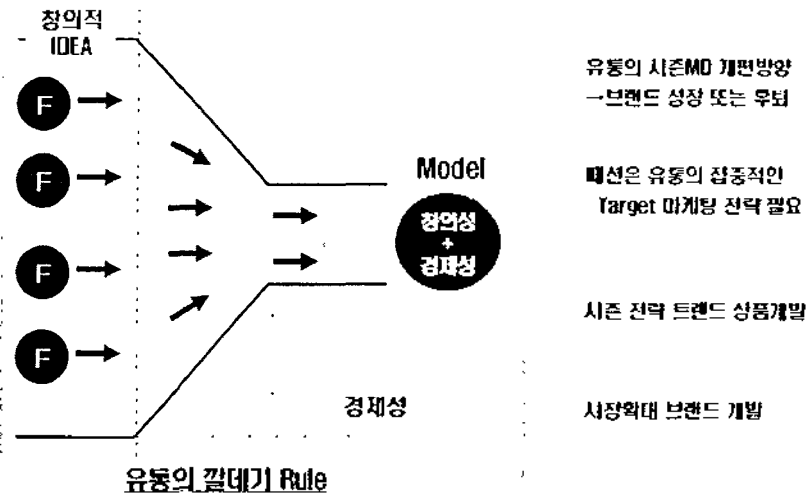 창의적
IDEA
F
F
F
F
Model
창의성
+
경제성
경제성
유통의 깔데기 Rule
유통의 시즌MD 개편방향
→브랜드 성장 또는 후퇴
패션은 유통의 집중적인
Target 마케팅 전략 필요
시즌 전략 트랜드 상품개발
시장확대 브랜드 개발